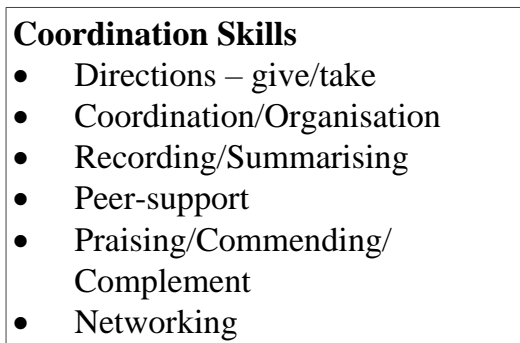 Coordination Skills
• Directions – give/take
• Coordination/Organisation
• Recording/Summarising
• Peer-support
• Praising/Commending/
Complement
• Networking